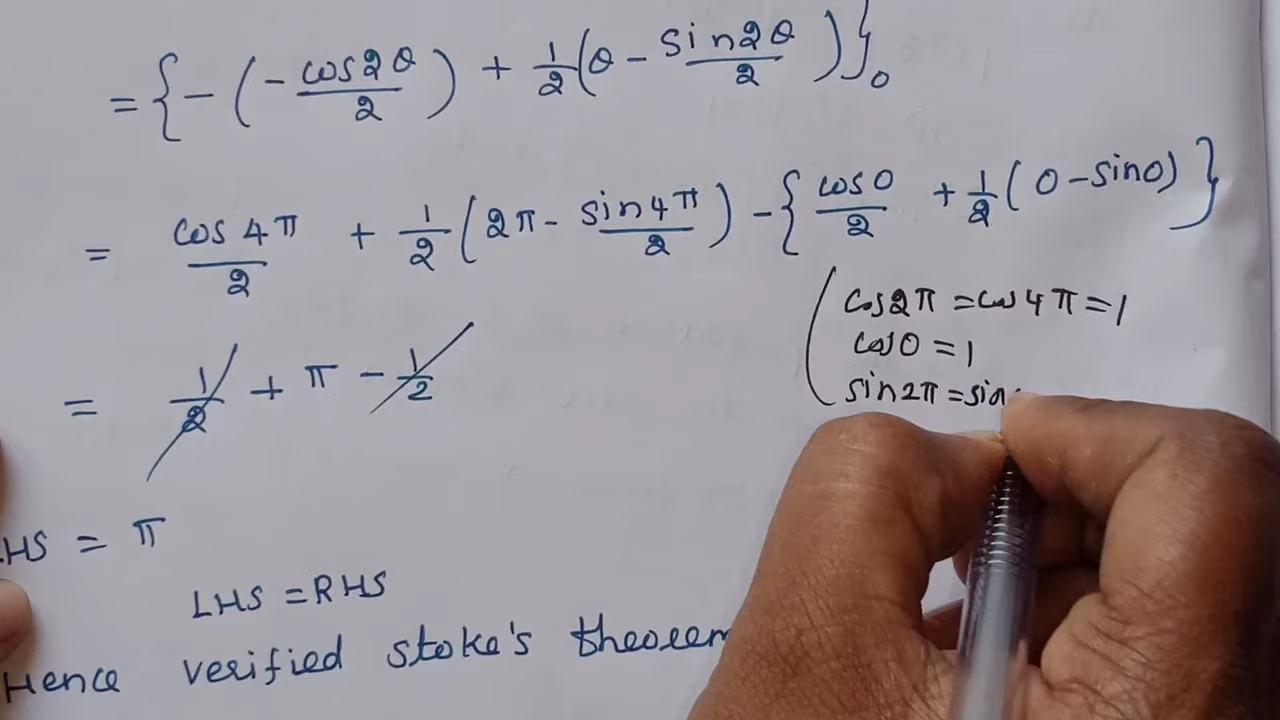 = {-(-cos2θ/2) + 1/2(θ - sin2θ/2)}₀
= cos4π/2 + 1/2(2π - sin4π/2) - {cos0/2 + 1/2(0 - sin0)}
(cos2π = cos4π = 1
cos0 = 1
sin2π = sin
= 1/2 + π - 1/2
HS = π
LHS = RHS
Hence verified stoke's theorem